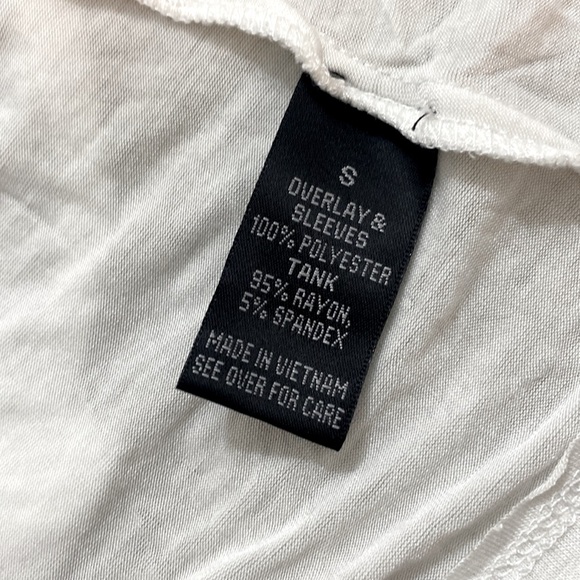 S
OVERLAY &
SLEEVES
100% POLYESTER
TANK
95% RAYON,
5% SPANDEX
MADE IN VIETNAM
SEE OVER FOR CARE